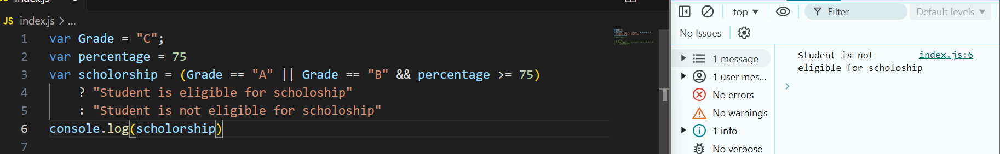 index.js
JS index.js > ...
1 var Grade = "C";
2 var percentage = 75
3 var scholorship = (Grade == "A" || Grade == "B" && percentage >= 75)
4 ? "Student is eligible for scholoship"
5 : "Student is not eligible for scholoship"
6 console.log(scholorship)
7
top
Filter
Default levels
No Issues
1 message
1 user mes...
No errors
No warnings
1 info
No verbose
Student is not index.js:6
eligible for scholoship
>